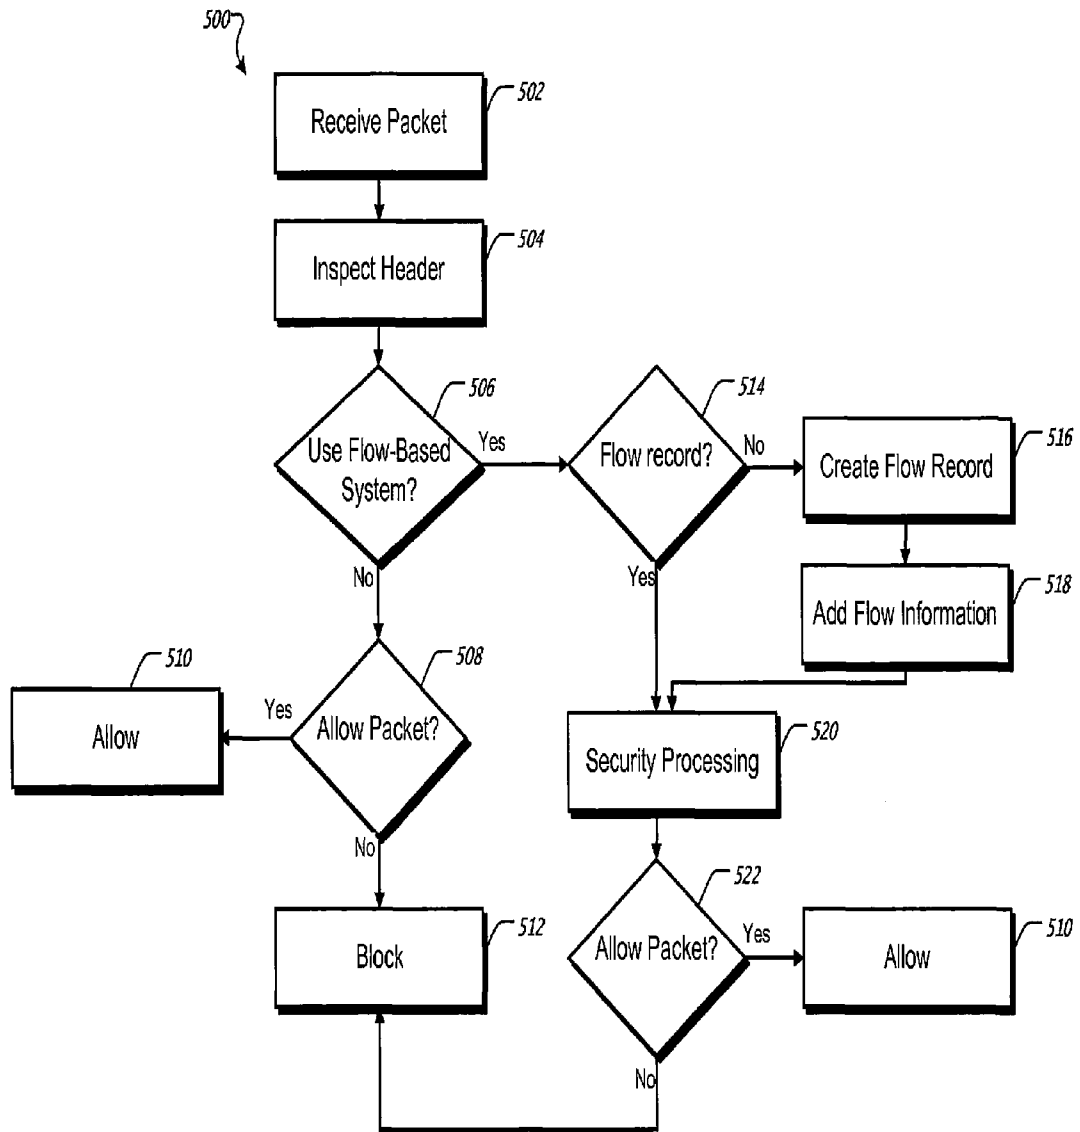 500
Receive Packet
502
Inspect Header
504
Use Flow-Based
System?
506
Yes
No
Flow record?
514
No
Yes
Create Flow Record
516
Add Flow Information
518
Allow Packet?
508
Yes
No
Allow
510
Security Processing
520
Block
512
Allow Packet?
522
Yes
No
Allow
510